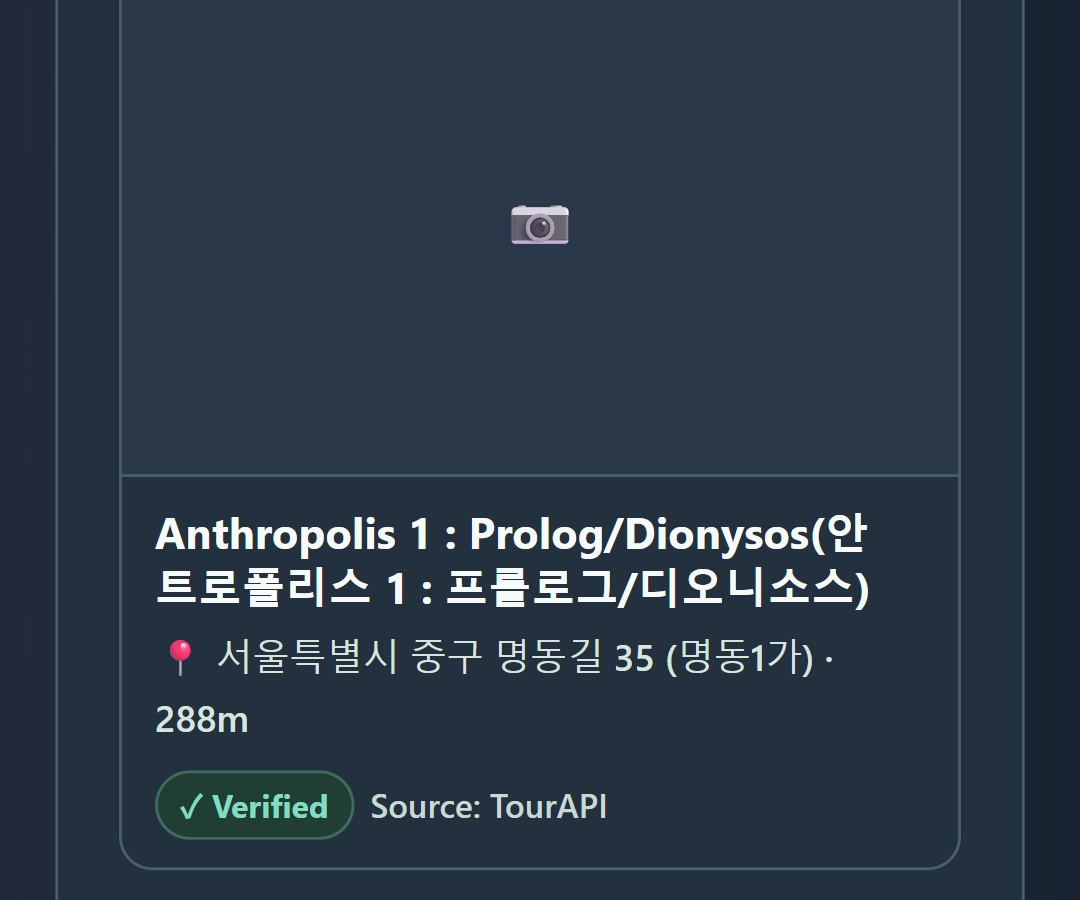 Anthropolis 1 : Prolog/Dionysos(안
트로폴리스 1 : 프롤로그/디오니소스)
📍 서울특별시 중구 명동길 35 (명동1가) ·
288m
✓ Verified Source: TourAPI